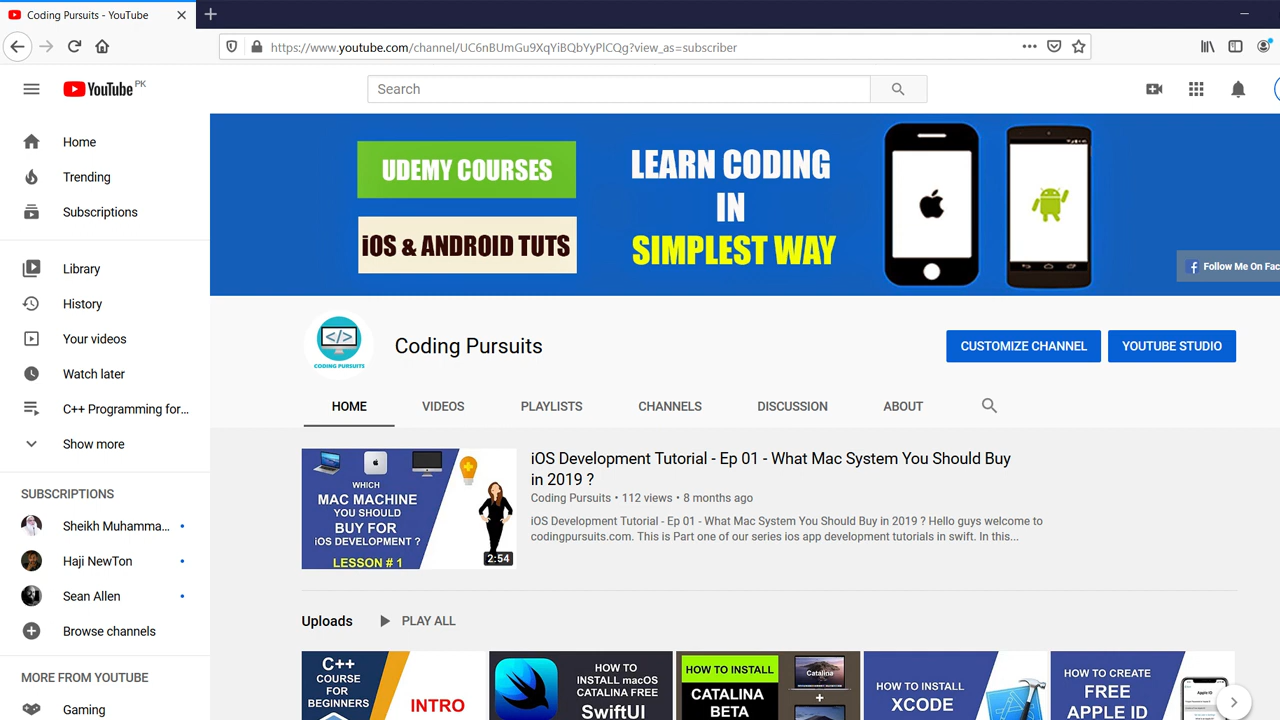 Coding Pursuits - YouTube
https://www.youtube.com/channel/UC6nBUmGu9XqYiBQbYyPlCQg?view_as=subscriber
YouTube PK
Search
Home
Trending
Subscriptions
Library
History
Your videos
Watch later
C++ Programming for...
Show more
SUBSCRIPTIONS
Sheikh Muhamma...
Haji NewTon
Sean Allen
Browse channels
MORE FROM YOUTUBE
Gaming
UDEMY COURSES
iOS & ANDROID TUTS
LEARN CODING
IN
SIMPLEST WAY
Follow Me On Fac
CODING PURSUITS
Coding Pursuits
CUSTOMIZE CHANNEL
YOUTUBE STUDIO
HOME
VIDEOS
PLAYLISTS
CHANNELS
DISCUSSION
ABOUT
WHICH
MAC MACHINE
YOU SHOULD
BUY FOR
iOS DEVELOPMENT ?
LESSON # 1
2:54
iOS Development Tutorial - Ep 01 - What Mac System You Should Buy
in 2019 ?
Coding Pursuits • 112 views • 8 months ago
iOS Development Tutorial - Ep 01 - What Mac System You Should Buy in 2019 ? Hello guys welcome to
codingpursuits.com. This is Part one of our series ios app development tutorials in swift. In this...
Uploads
PLAY ALL
C++
COURSE
FOR
BEGINNERS
INTRO
HOW TO
INSTALL macOS
CATALINA FREE
SwiftUI
HOW TO INSTALL
CATALINA
BETA
Catalina
+
HOW TO INSTALL
XCODE
HOW TO CREATE
FREE
APPLE ID
Apple ID